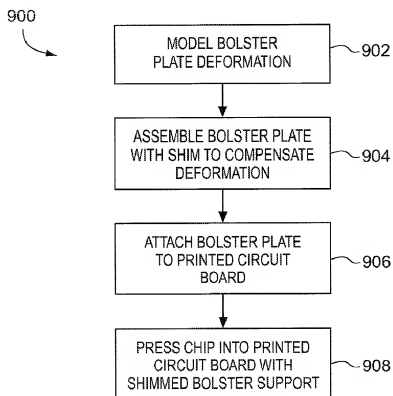 900
MODEL BOLSTER
PLATE DEFORMATION
902
ASSEMBLE BOLSTER PLATE
WITH SHIM TO COMPENSATE
DEFORMATION
904
ATTACH BOLSTER PLATE
TO PRINTED CIRCUIT
BOARD
906
PRESS CHIP INTO PRINTED
CIRCUIT BOARD WITH
SHIMMED BOLSTER SUPPORT
908